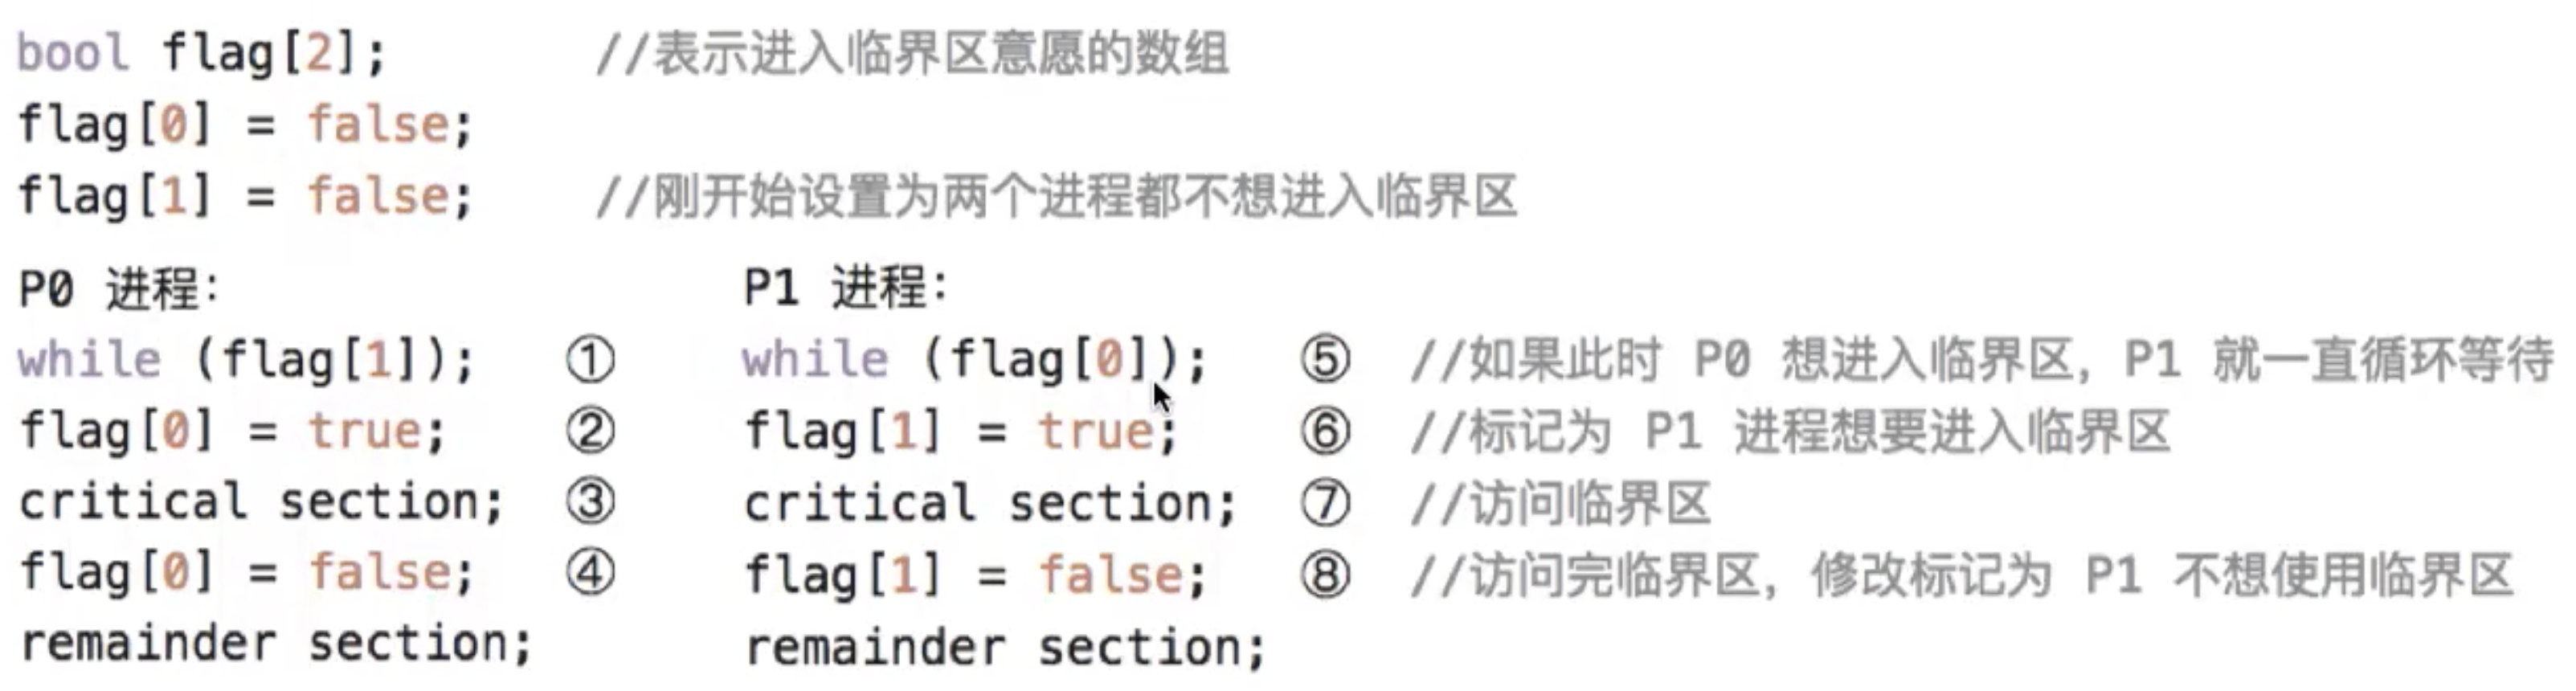 bool flag[2]; //表示进入临界区意愿的数组
flag[0] = false;
flag[1] = false; //刚开始设置为两个进程都不想进入临界区
P0 进程: P1 进程:
while (flag[1]); ① while (flag[0]); ⑤ //如果此时 P0 想进入临界区，P1 就一直循环等待
flag[0] = true; ② flag[1] = true; ⑥ //标记为 P1 进程想要进入临界区
critical section; ③ critical section; ⑦ //访问临界区
flag[0] = false; ④ flag[1] = false; ⑧ //访问完临界区，修改标记为 P1 不想使用临界区
remainder section; remainder section;